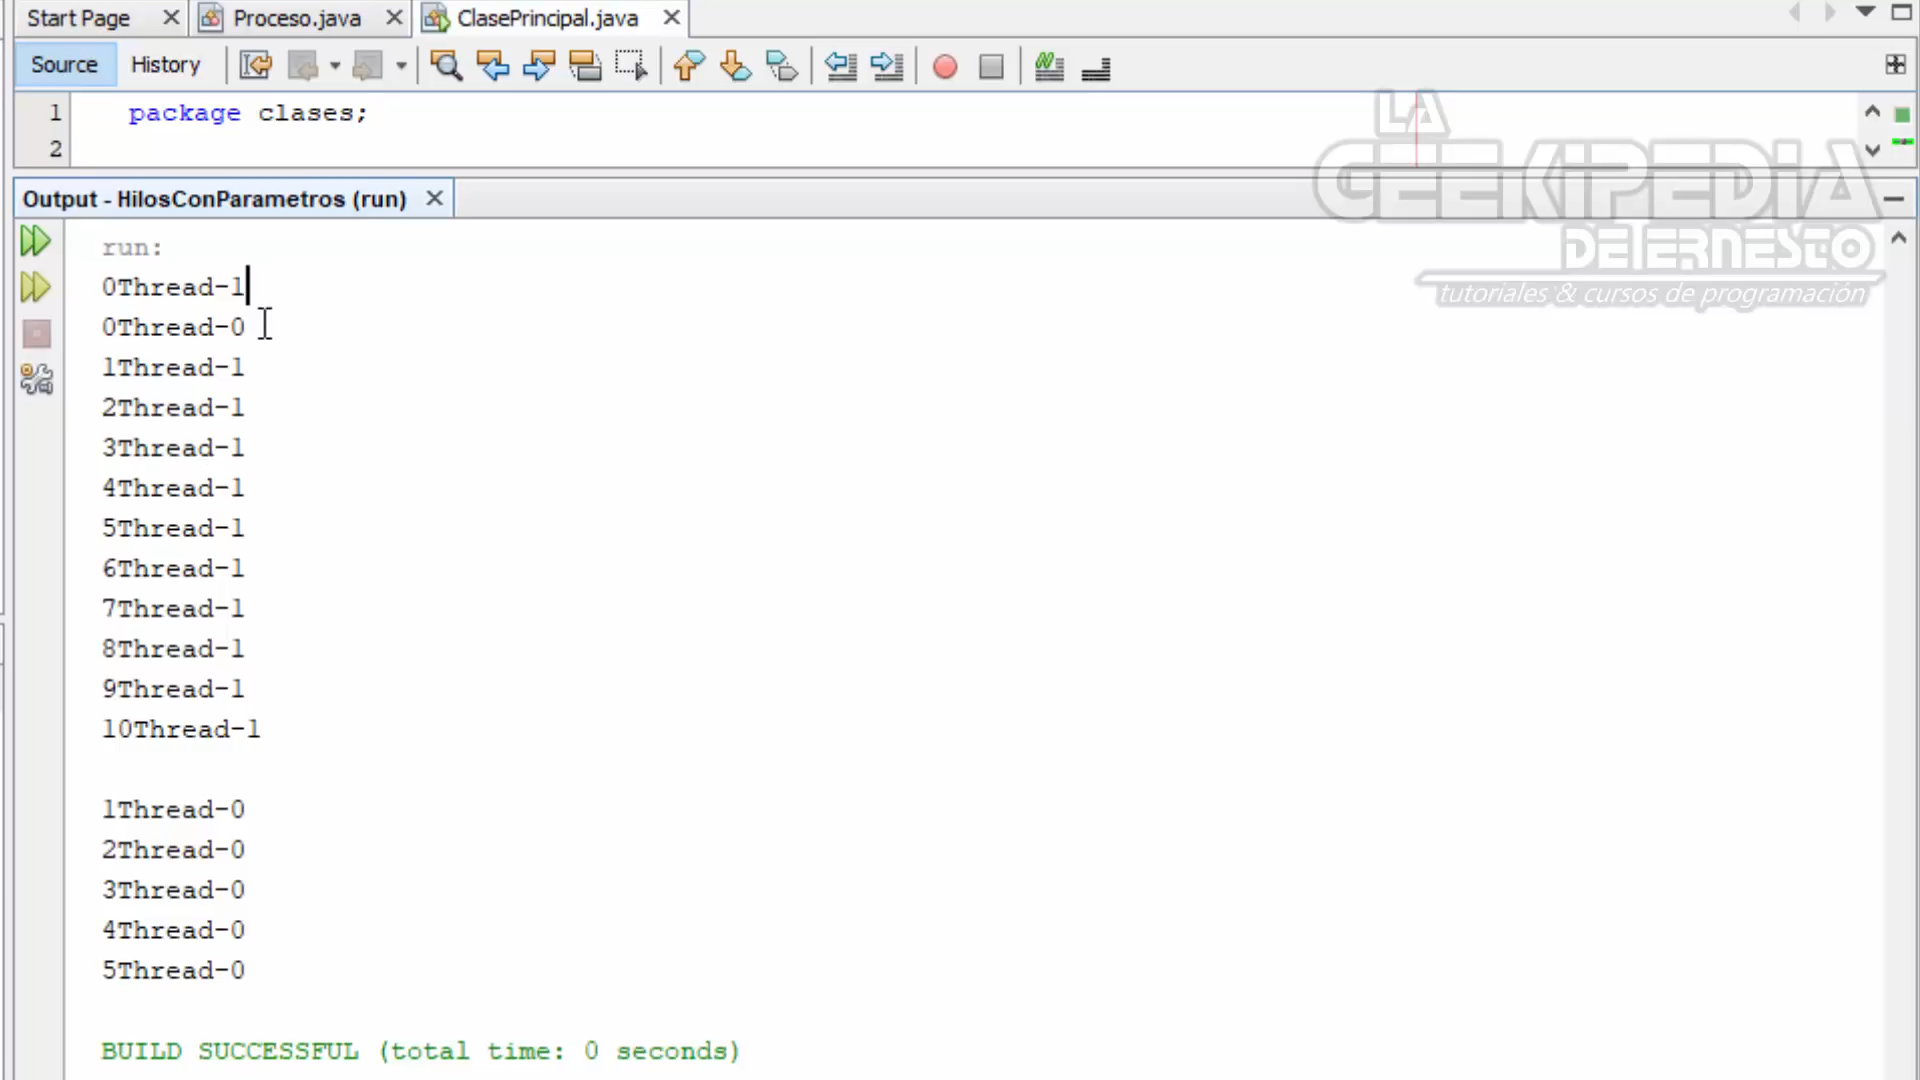 Start Page
Proceso.java
ClasePrincipal.java
Source
History
1 package clases;
2
LA
GEEKIPEDIA
DE ERNESTO
tutoriales & cursos de programación
Output - HilosConParametros (run)
run:
0Thread-1
0Thread-0
1Thread-1
2Thread-1
3Thread-1
4Thread-1
5Thread-1
6Thread-1
7Thread-1
8Thread-1
9Thread-1
10Thread-1
1Thread-0
2Thread-0
3Thread-0
4Thread-0
5Thread-0
BUILD SUCCESSFUL (total time: 0 seconds)